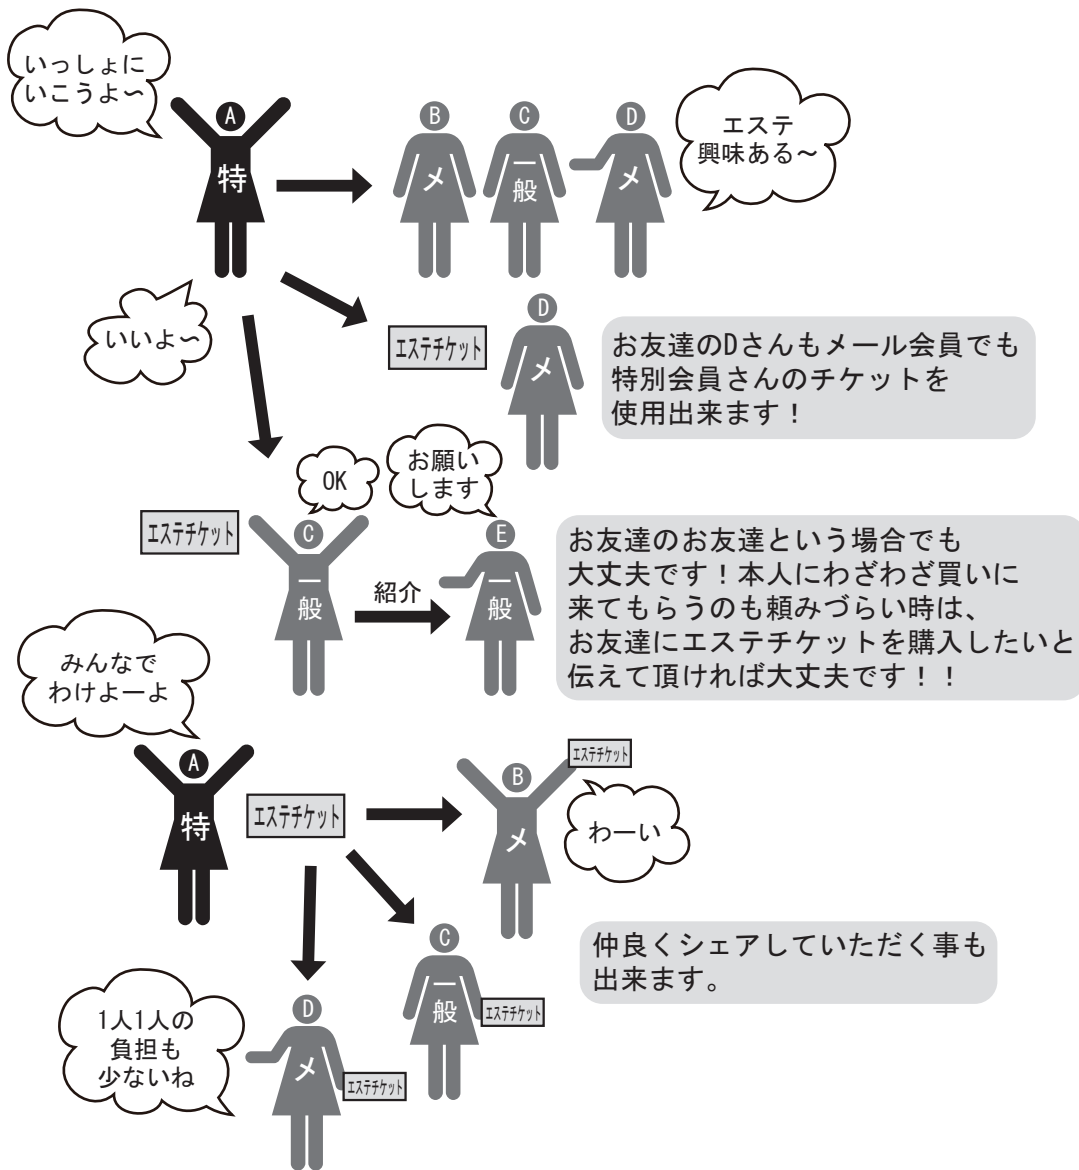 いっしょに
いこうよ〜
A
特
B
メ
C
一般
D
メ
エステ
興味ある〜
いいよ〜
エステチケット
D
メ
お友達のDさんもメール会員でも
特別会員さんのチケットを
使用出来ます！
OK
お願い
します
エステチケット
C
一般
紹介
E
一般
お友達のお友達という場合でも
大丈夫です！本人にわざわざ買いに
来てもらうのも頼みづらい時は、
お友達にエステチケットを購入したいと
伝えて頂ければ大丈夫です！！
みんなで
わけよーよ
A
特
エステチケット
B
メ
エステチケット
わーい
C
一般
エステチケット
仲良くシェアしていただく事も
出来ます。
1人1人の
負担も
少ないね
D
メ
エステチケット